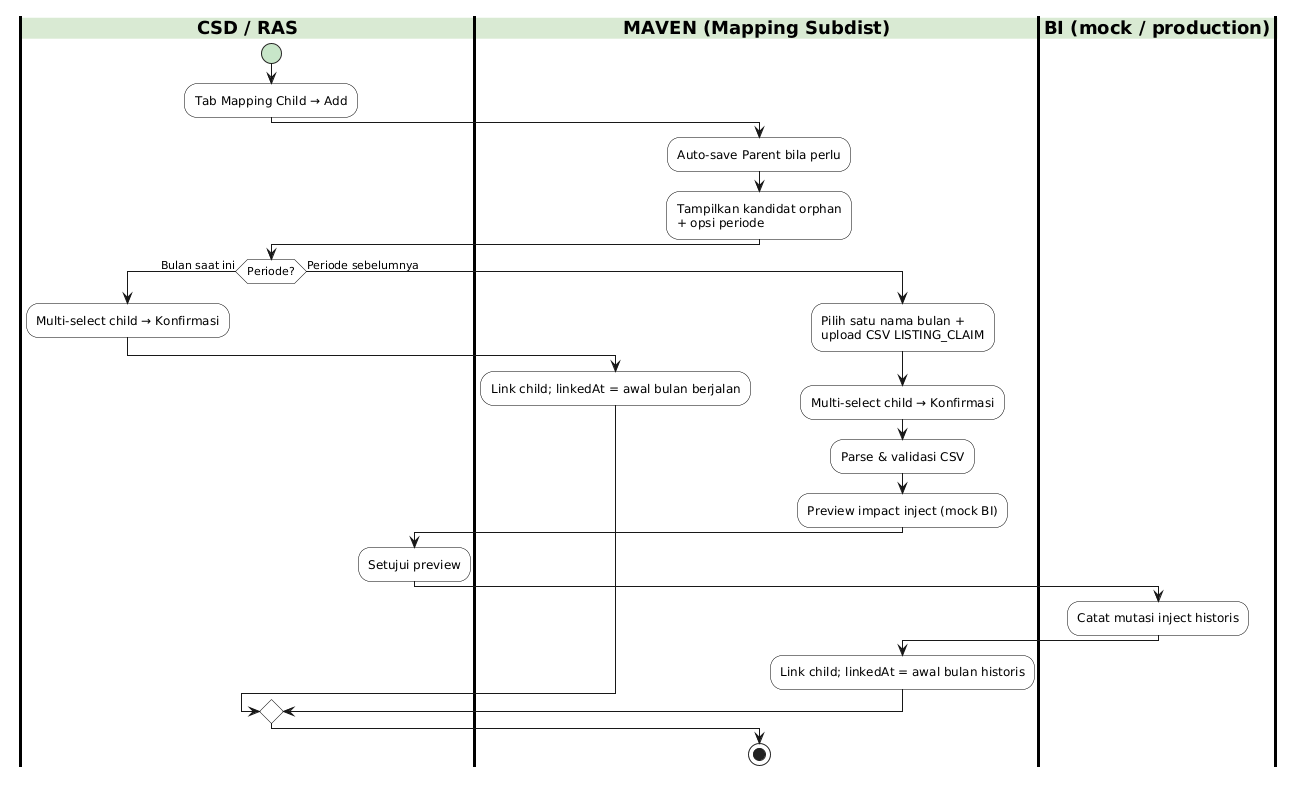 CSD / RAS
MAVEN (Mapping Subdist)
BI (mock / production)
Tab Mapping Child → Add
Auto-save Parent bila perlu
Tampilkan kandidat orphan
+ opsi periode
Bulan saat ini
Periode?
Periode sebelumnya
Multi-select child → Konfirmasi
Pilih satu nama bulan +
upload CSV LISTING_CLAIM
Link child; linkedAt = awal bulan berjalan
Multi-select child → Konfirmasi
Parse & validasi CSV
Preview impact inject (mock BI)
Setujui preview
Catat mutasi inject historis
Link child; linkedAt = awal bulan historis